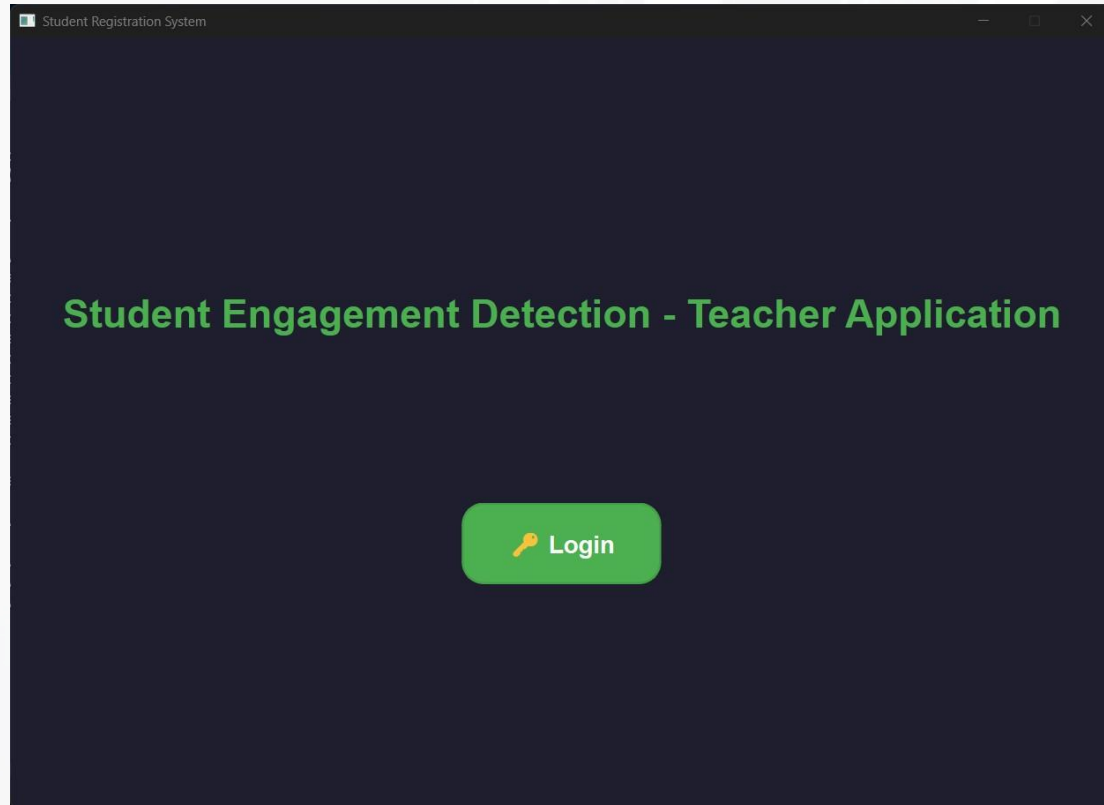 Student Registration System
Student Engagement Detection - Teacher Application
🔑 Login